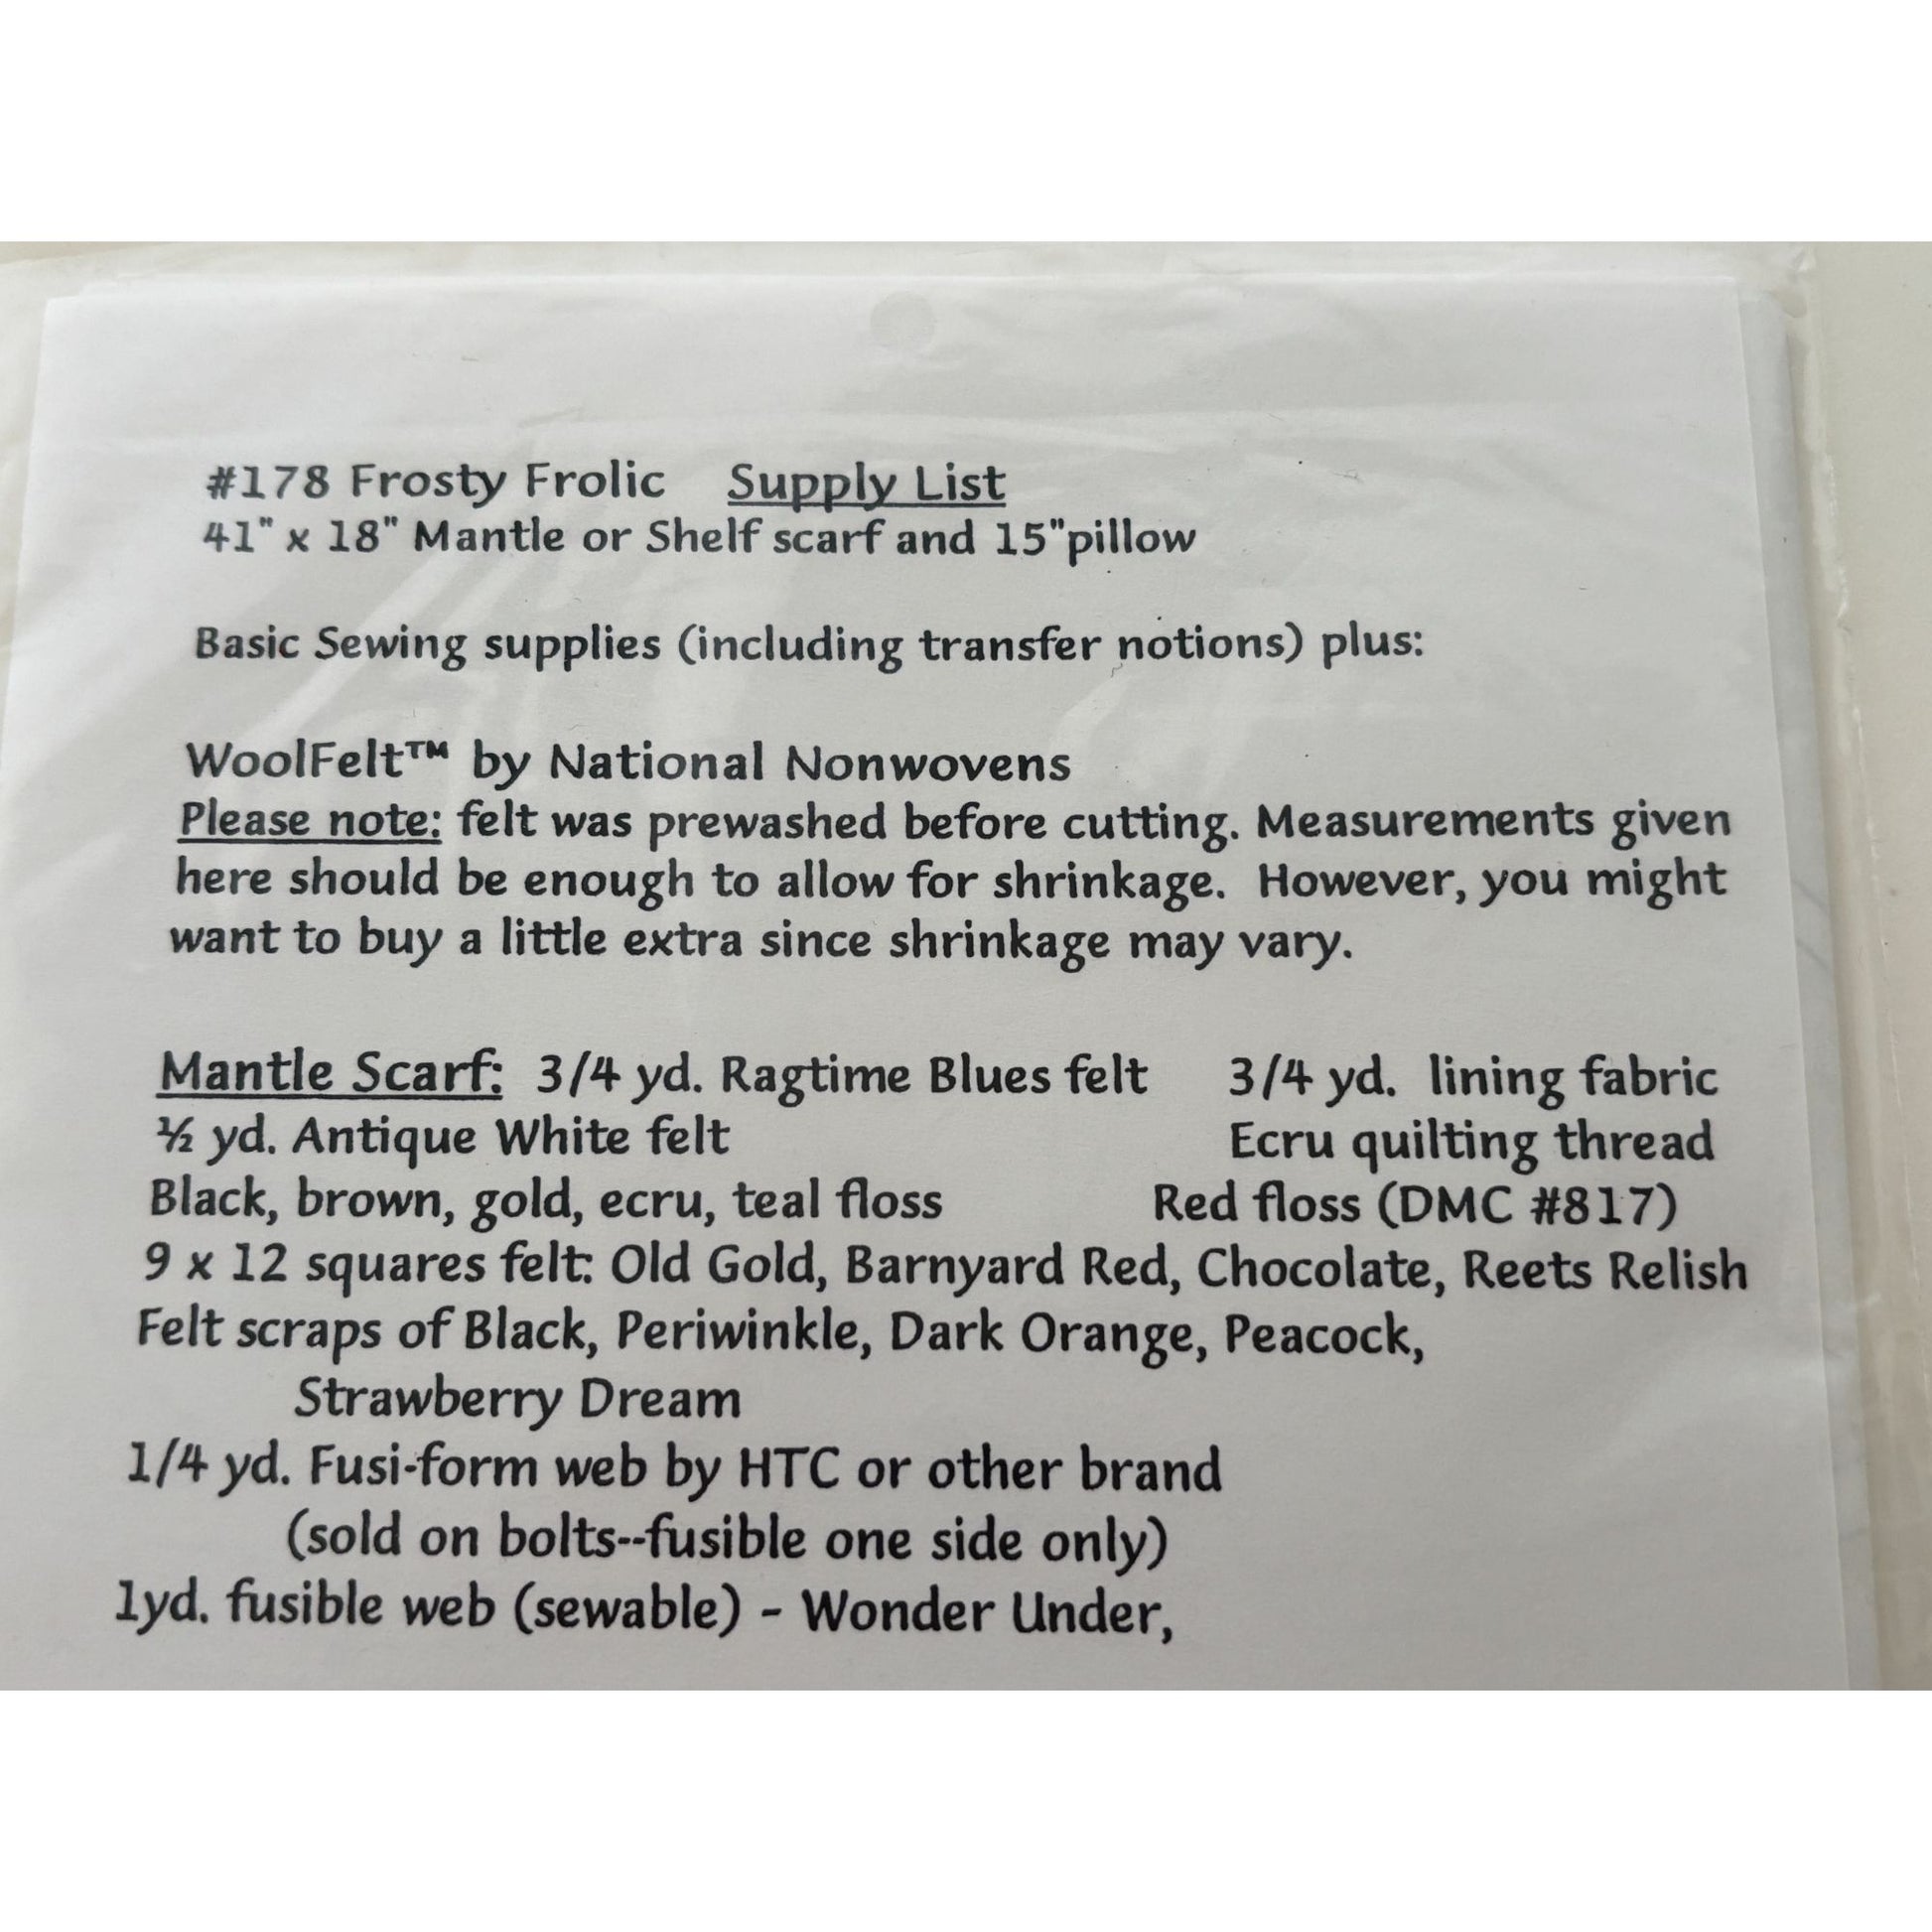 #178 Frosty Frolic Supply List
41" x 18" Mantle or Shelf scarf and 15"pillow
Basic Sewing supplies (including transfer notions) plus:
WoolFelt™ by National Nonwovens
Please note: felt was prewashed before cutting. Measurements given
here should be enough to allow for shrinkage. However, you might
want to buy a little extra since shrinkage may vary.
Mantle Scarf: 3/4 yd. Ragtime Blues felt 3/4 yd. lining fabric
½ yd. Antique White felt Ecru quilting thread
Black, brown, gold, ecru, teal floss Red floss (DMC #817)
9 x 12 squares felt: Old Gold, Barnyard Red, Chocolate, Reets Relish
Felt scraps of Black, Periwinkle, Dark Orange, Peacock,
Strawberry Dream
1/4 yd. Fusi-form web by HTC or other brand
(sold on bolts--fusible one side only)
1yd. fusible web (sewable) - Wonder Under,